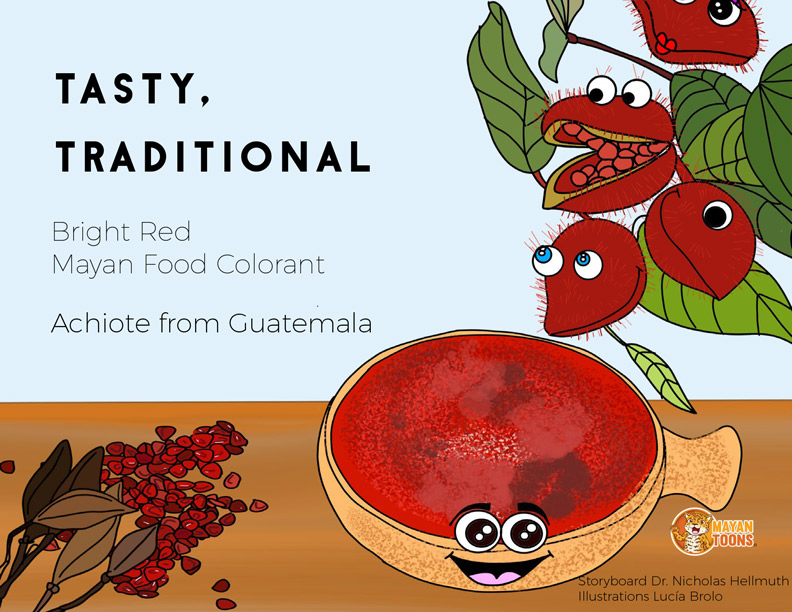 TASTY,
TRADITIONAL
Bright Red
Mayan Food Colorant
Achiote from Guatemala
MAYAN
TOONS
Storyboard Dr. Nicholas Hellmuth
Illustrations Lucía Brolo